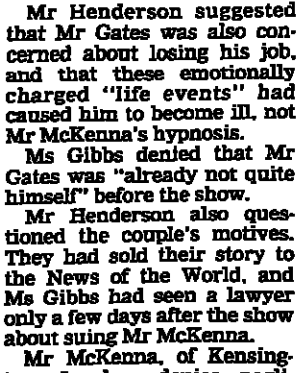 Mr Henderson suggested
that Mr Gates was also con-
cerned about losing his job,
and that these emotionally
charged "life events" had
caused him to become ill, not
Mr McKenna's hypnosis.
Ms Gibbs denied that Mr
Gates was "already not quite
himself" before the show.
Mr Henderson also ques-
tioned the couple's motives.
They had sold their story to
the News of the World, and
Ms Gibbs had seen a lawyer
only a few days after the show
about suing Mr McKenna.
Mr McKenna, of Kensing-